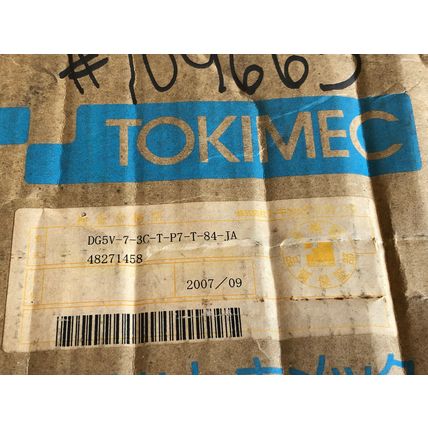 #109663
TOKIMEC
DG5V-7-3C-T-P7-T-84-JA
48271458
2007/09